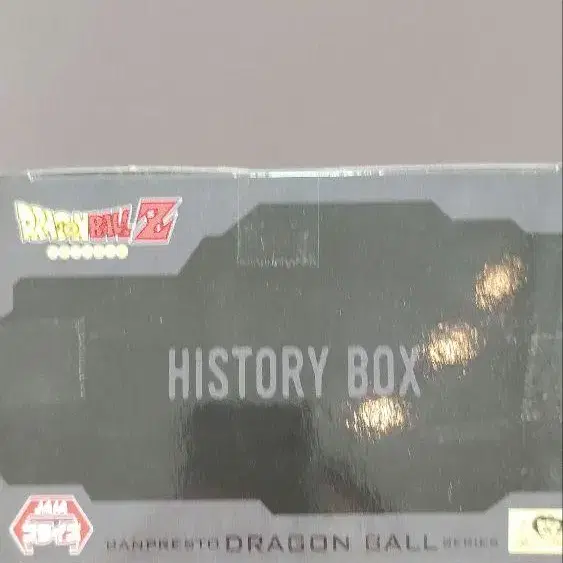 DRAGON BALL Z
HISTORY BOX
BANPRESTO DRAGON BALL SERIES